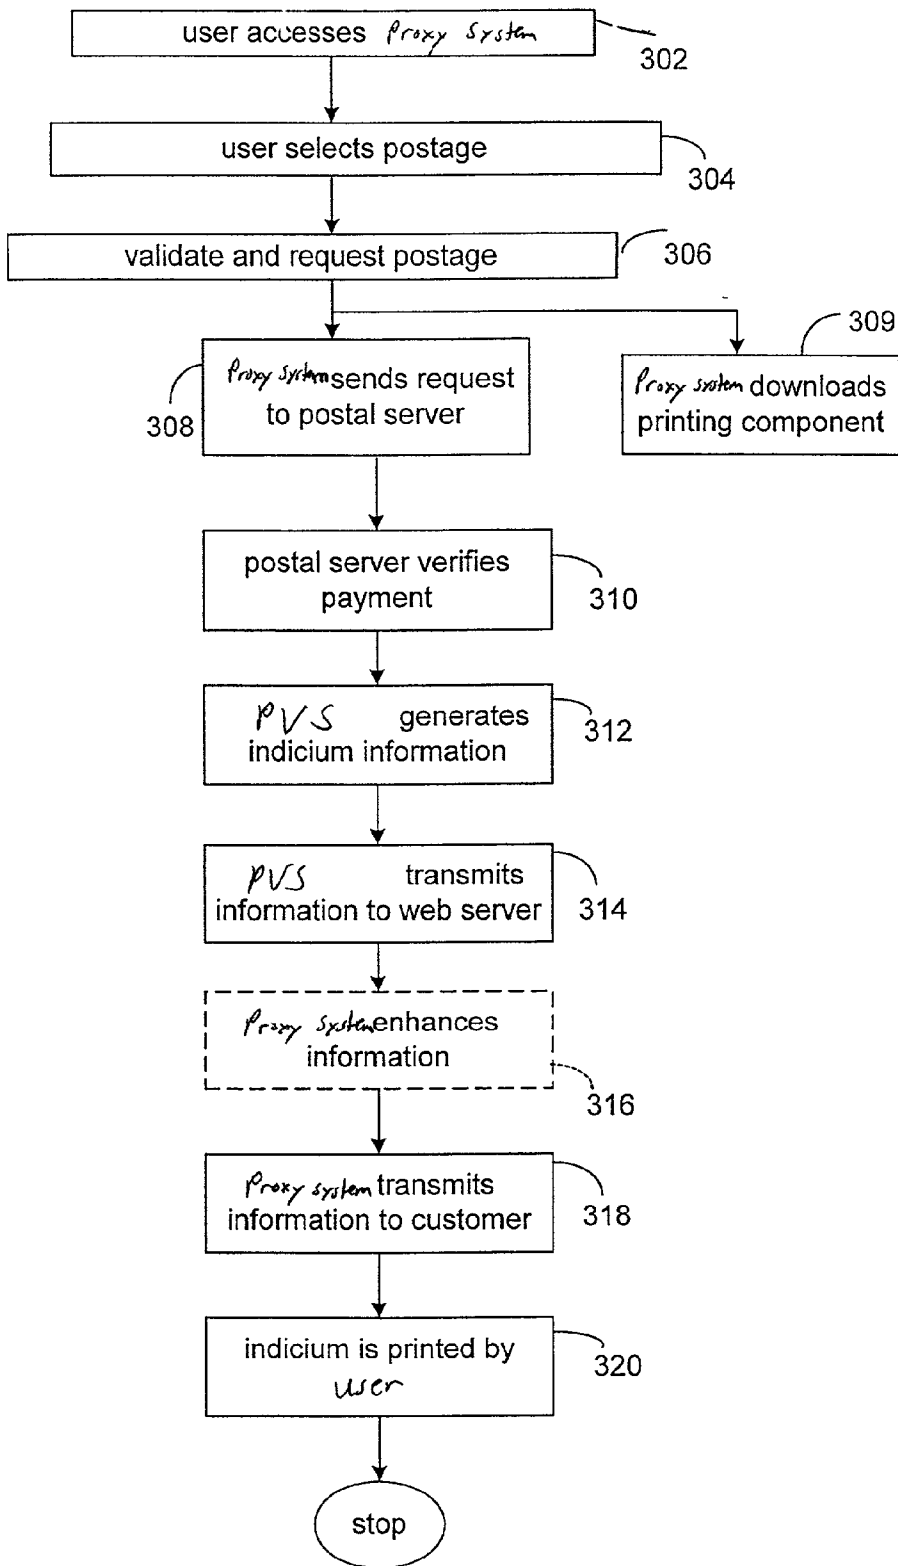 user accesses Proxy System
302
user selects postage
304
validate and request postage
306
309
Proxy system sends request
to postal server
308
Proxy system downloads
printing component
postal server verifies
payment
310
PVS generates
indicium information
312
PVS transmits
information to web server
314
Proxy system enhances
information
316
Proxy system transmits
information to customer
318
indicium is printed by
user
320
stop